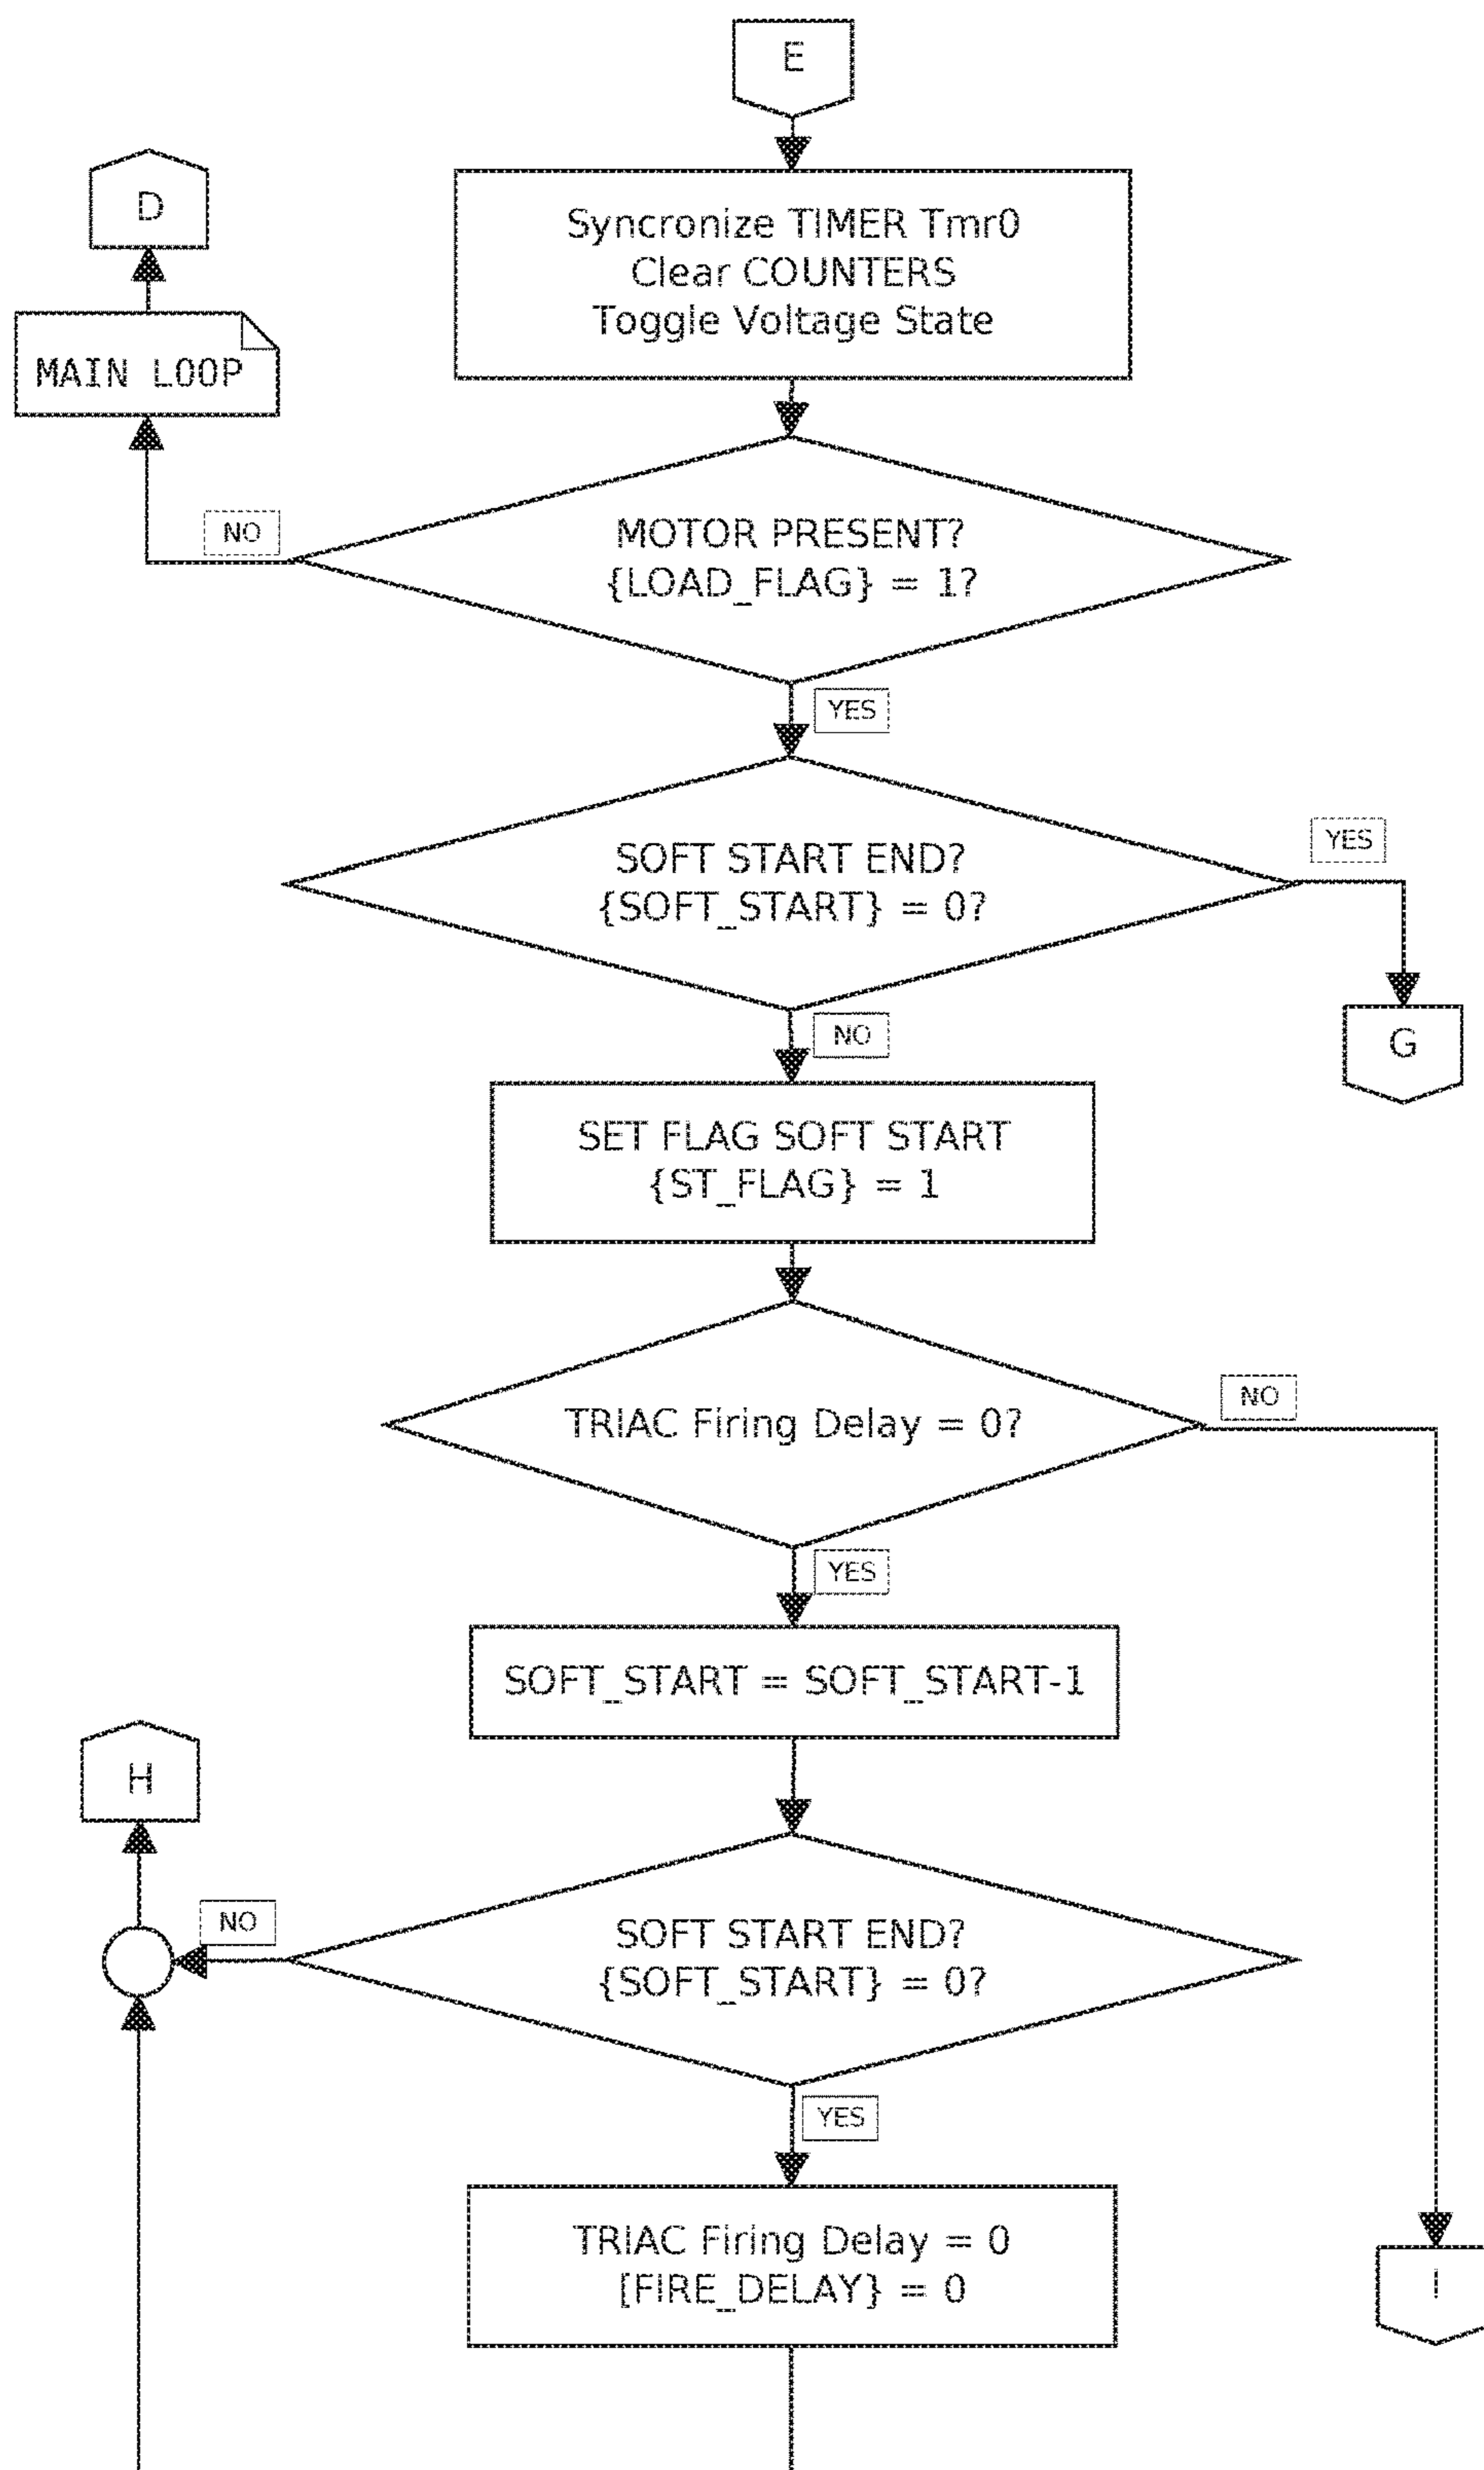 E
D
Syncronize TIMER Tmr0
Clear COUNTERS
Toggle Voltage State
MAIN LOOP
NO
MOTOR PRESENT?
{LOAD_FLAG} = 1?
YES
SOFT START END?
{SOFT_START} = 0?
YES
G
NO
SET FLAG SOFT START
{ST_FLAG} = 1
TRIAC Firing Delay = 0?
NO
YES
SOFT_START = SOFT_START-1
H
NO
SOFT START END?
{SOFT_START} = 0?
YES
TRIAC Firing Delay = 0
[FIRE_DELAY} = 0
I